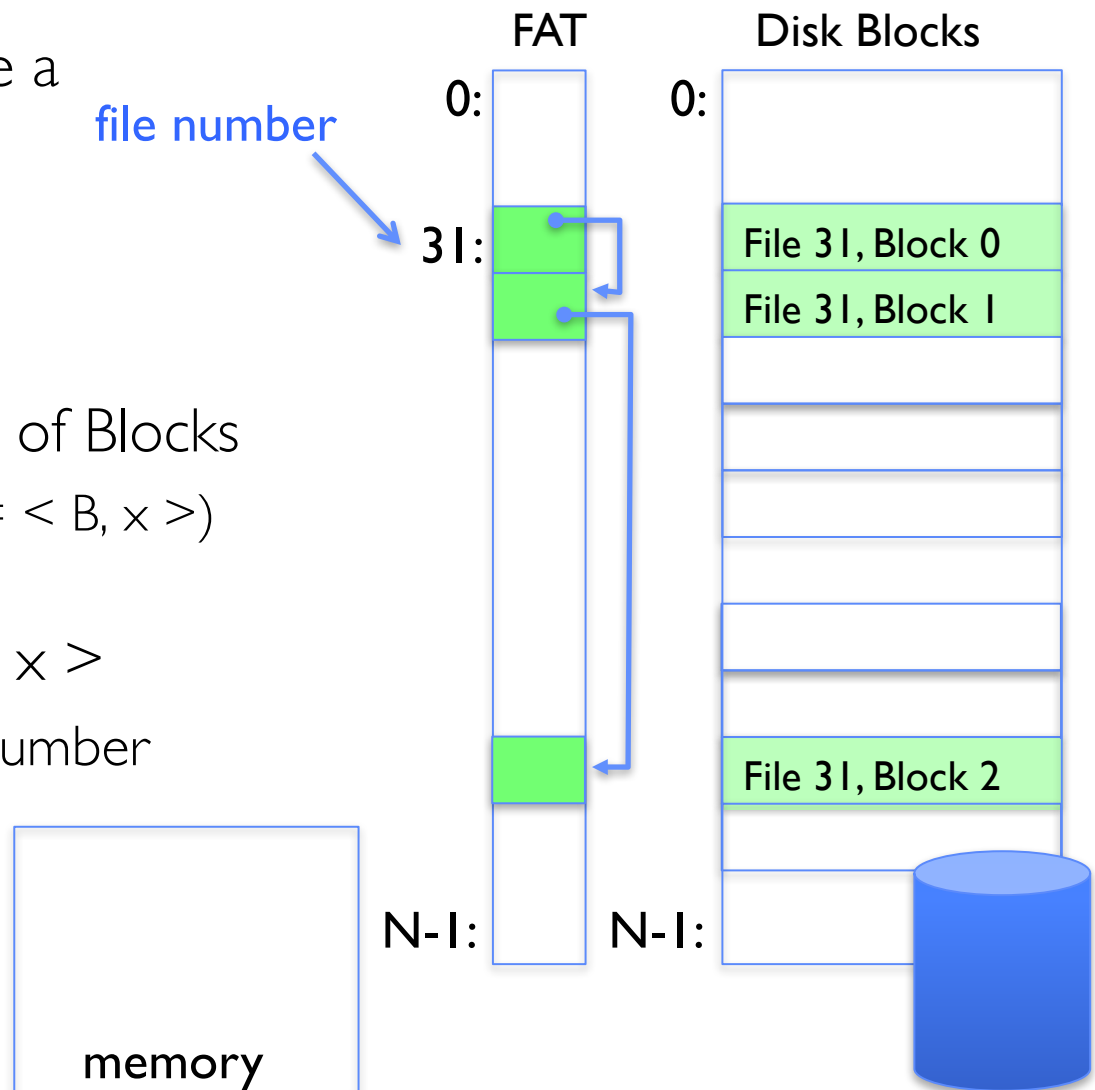 FAT
Disk Blocks
e a
file number
0:
0:
31:
File 31, Block 0
File 31, Block 1
of Blocks
= < B, x >)
x >
umber
File 31, Block 2
N-1:
N-1:
memory